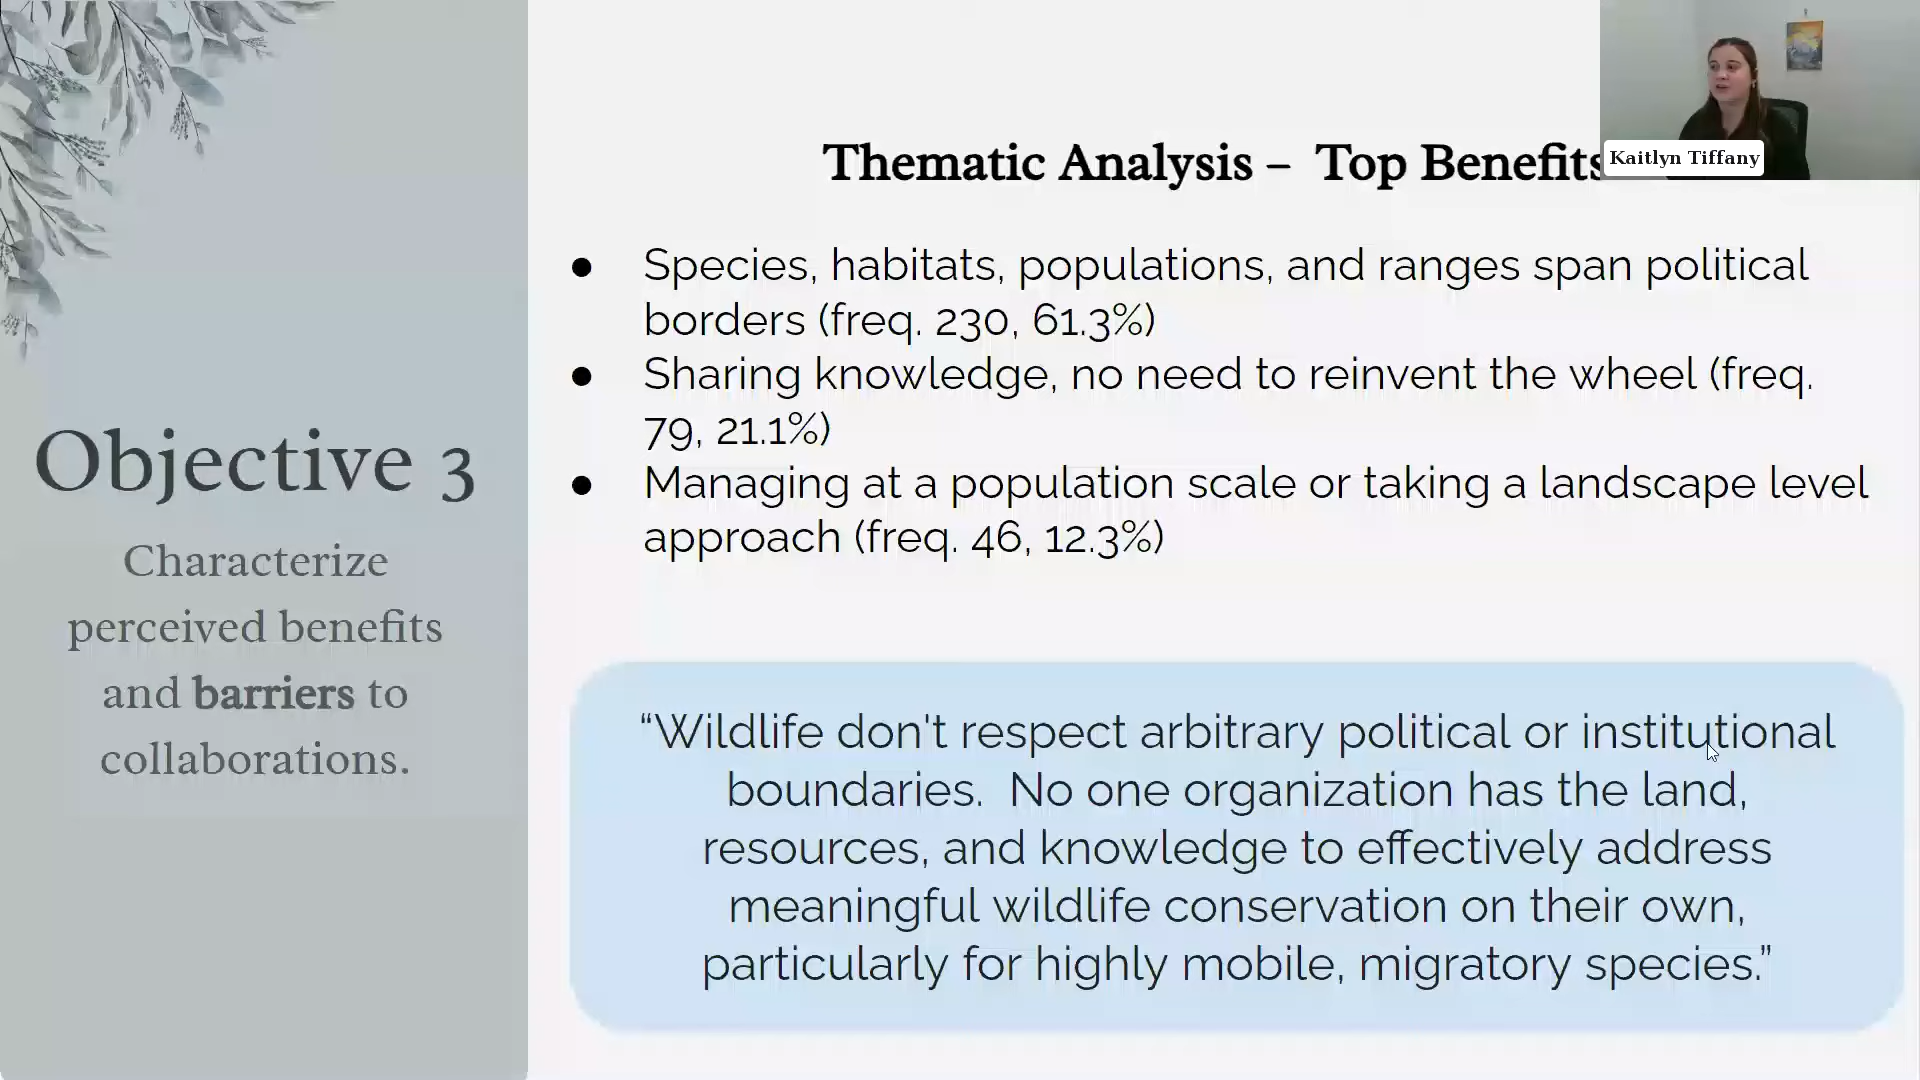 Objective 3
Characterize
perceived benefits
and barriers to
collaborations.
Thematic Analysis – Top Benefits
Kaitlyn Tiffany
● Species, habitats, populations, and ranges span political
borders (freq. 230, 61.3%)
● Sharing knowledge, no need to reinvent the wheel (freq.
79, 21.1%)
● Managing at a population scale or taking a landscape level
approach (freq. 46, 12.3%)
“Wildlife don't respect arbitrary political or institutional
boundaries.  No one organization has the land,
resources, and knowledge to effectively address
meaningful wildlife conservation on their own,
particularly for highly mobile, migratory species.”